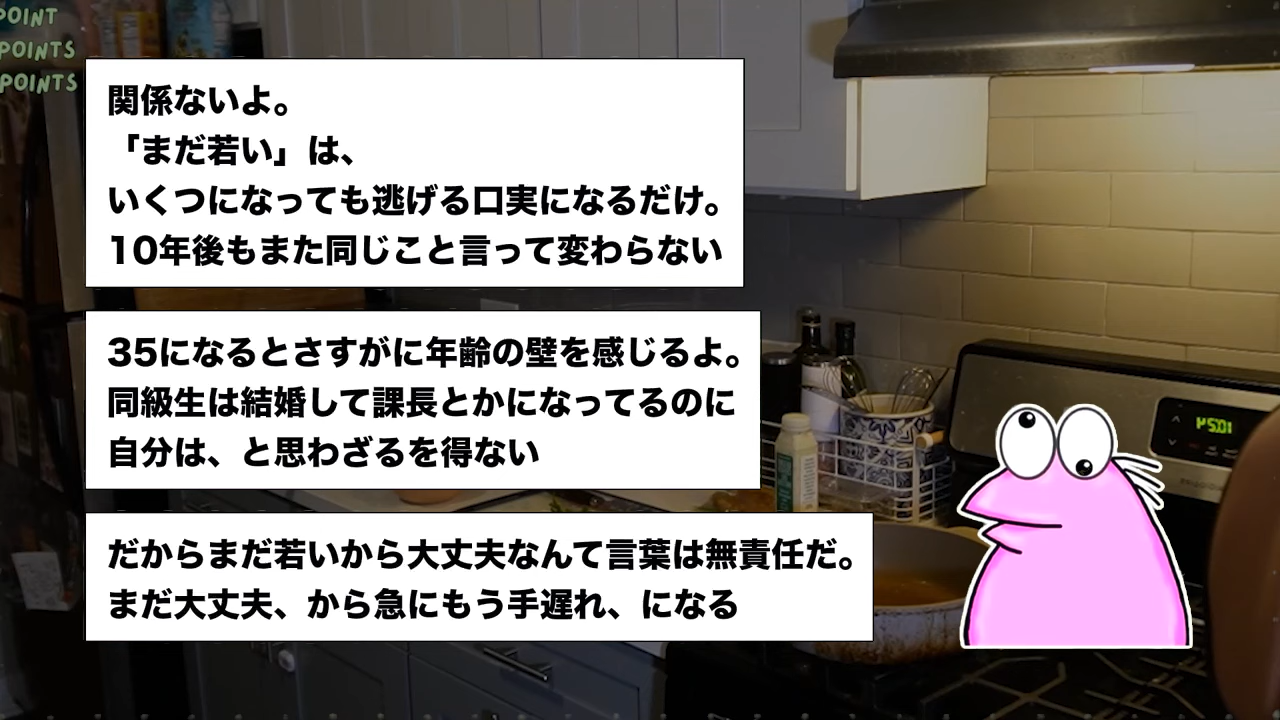 POINT
POINTS
POINTS
関係ないよ。
「まだ若い」は、
いくつになっても逃げる口実になるだけ。
10年後もまた同じこと言って変わらない
35になるとさすがに年齢の壁を感じるよ。
同級生は結婚して課長とかになってるのに
自分は、と思わざるを得ない
だからまだ若いから大丈夫なんて言葉は無責任だ。
まだ大丈夫、から急にもう手遅れ、になる